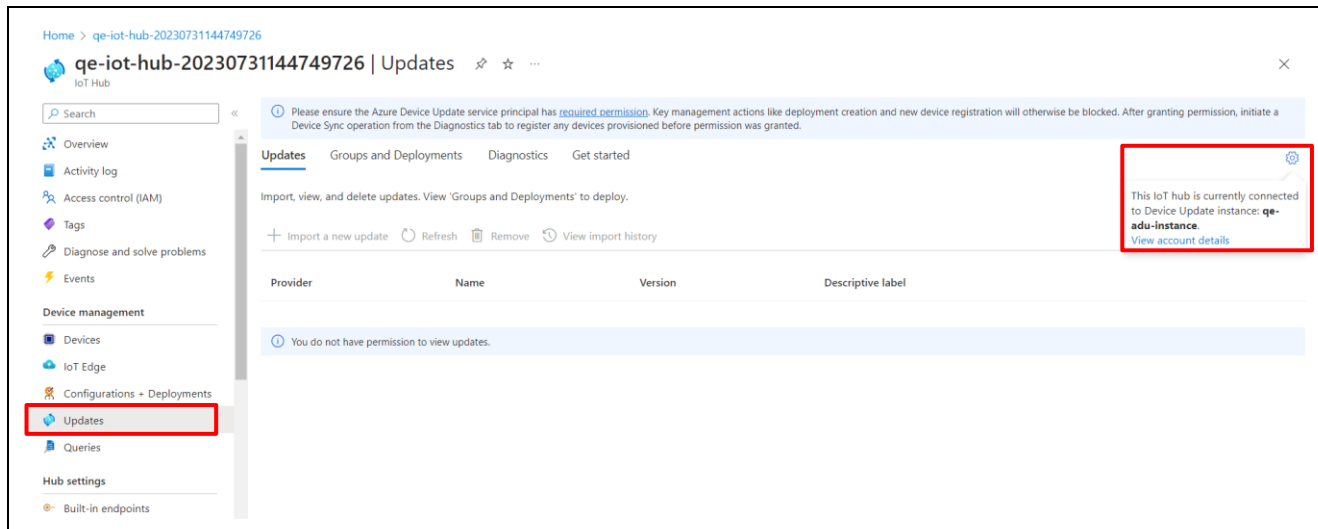 Home > qe-iot-hub-20230731144749726
qe-iot-hub-20230731144749726 | Updates
IoT Hub
Search
Overview
Activity log
Access control (IAM)
Tags
Diagnose and solve problems
Events
Device management
Devices
IoT Edge
Configurations + Deployments
Updates
Queries
Hub settings
Built-in endpoints
Please ensure the Azure Device Update service principal has required permission. Key management actions like deployment creation and new device registration will otherwise be blocked. After granting permission, initiate a
Device Sync operation from the Diagnostics tab to register any devices provisioned before permission was granted.
Updates Groups and Deployments Diagnostics Get started
Import, view, and delete updates. View 'Groups and Deployments' to deploy.
Import a new update Refresh Remove View import history
Provider Name Version Descriptive label
You do not have permission to view updates.
This IoT hub is currently connected
to Device Update instance: qe-
adu-instance.
View account details